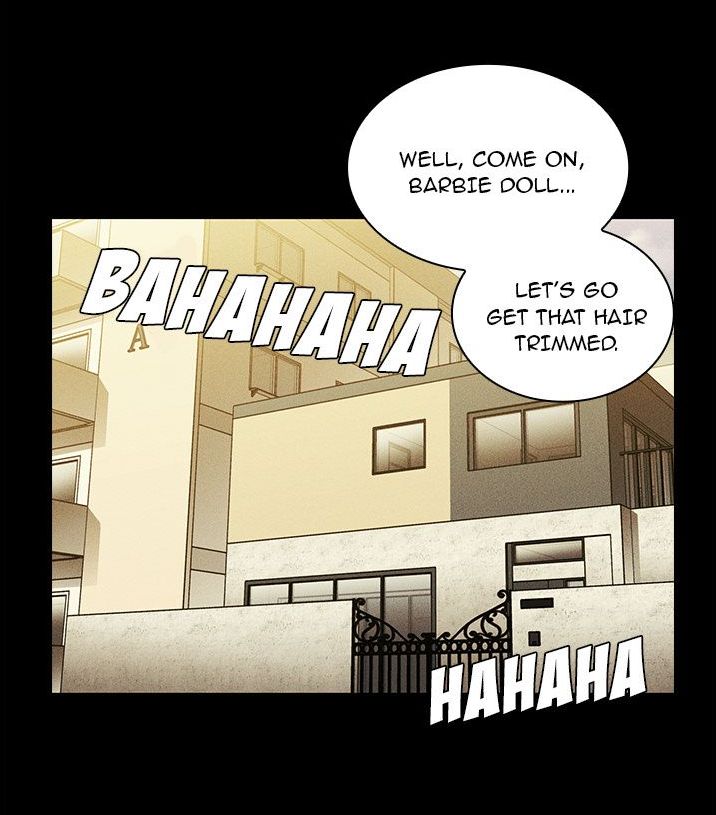 WELL, COME ON,
BARBIE DOLL...
LET'S GO
GET THAT HAIR
TRIMMED.
BAHAHAHA
A
HAHAHA